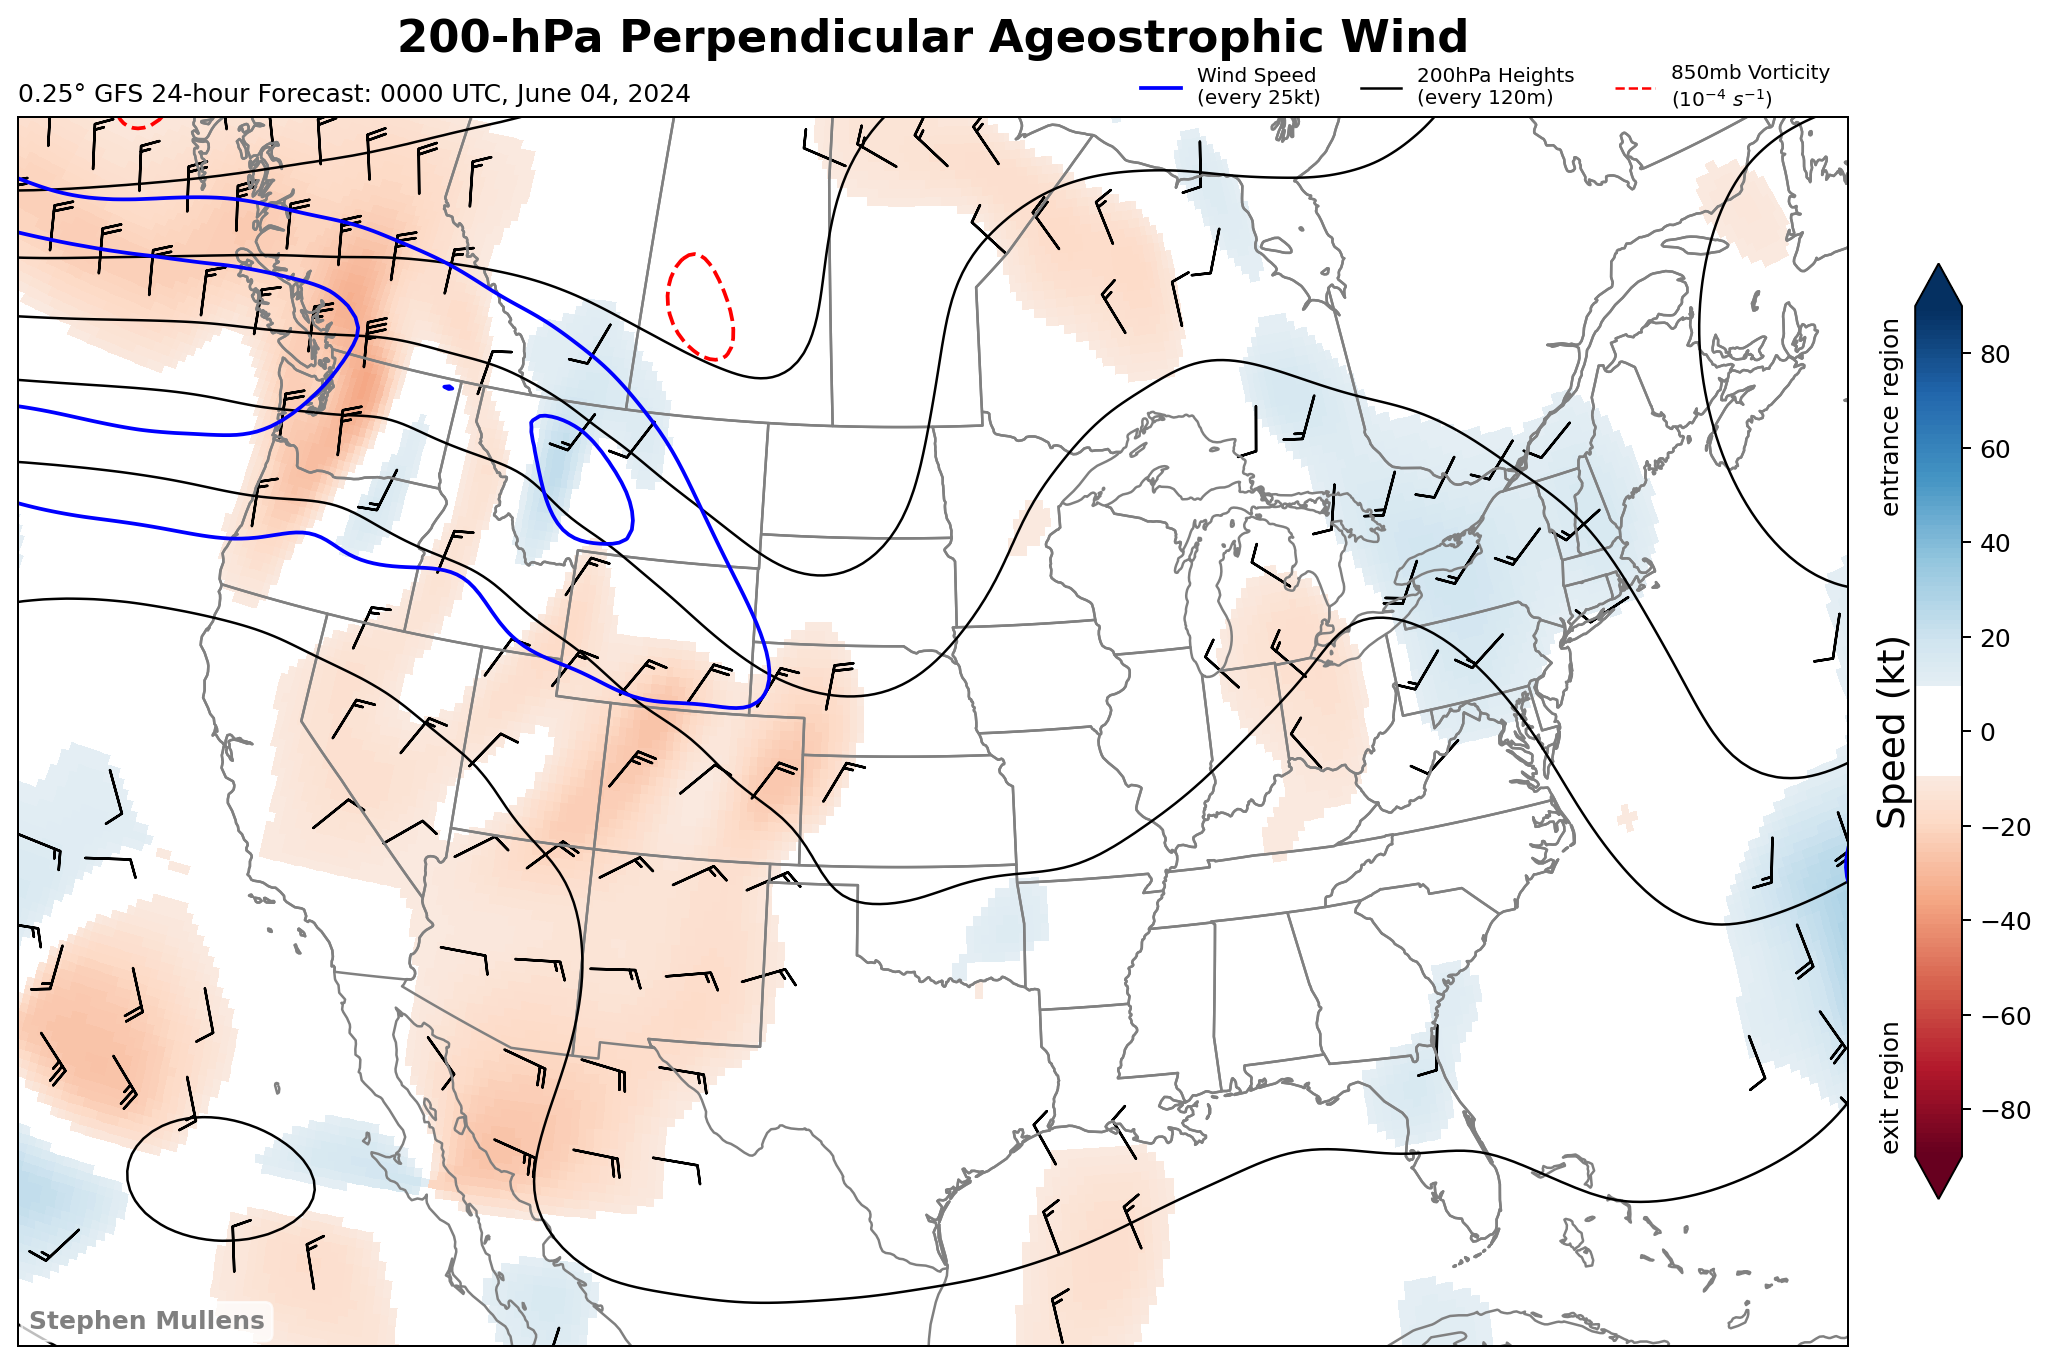 200-hPa Perpendicular Ageostrophic Wind
0.25° GFS 24-hour Forecast: 0000 UTC, June 04, 2024
Wind Speed
(every 25kt)
200hPa Heights
(every 120m)
850mb Vorticity
(10⁻⁴ s⁻¹)
entrance region
80
60
40
20
0
−20
−40
−60
−80
Speed (kt)
exit region
Stephen Mullens